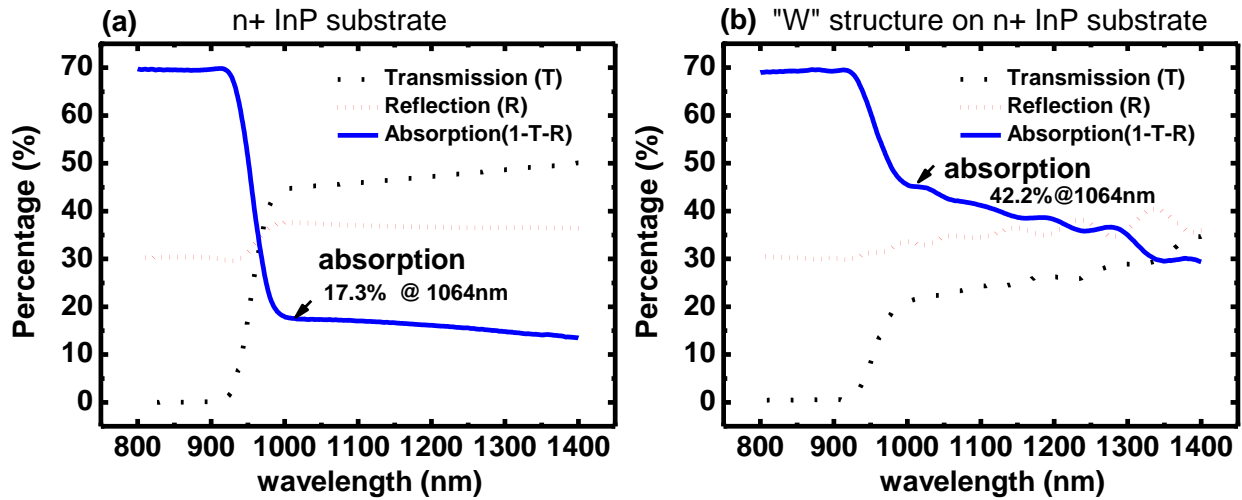 (a) n+ InP substrate
70
60
50
40
30
20
10
0
Percentage (%)
Transmission (T)
Reflection (R)
Absorption(1-T-R)
absorption
17.3% @ 1064nm
800 900 1000 1100 1200 1300 1400
wavelength (nm)
(b) "W" structure on n+ InP substrate
70
60
50
40
30
20
10
0
Percentage (%)
Transmission (T)
Reflection (R)
Absorption(1-T-R)
absorption
42.2%@1064nm
800 900 1000 1100 1200 1300 1400
wavelength (nm)